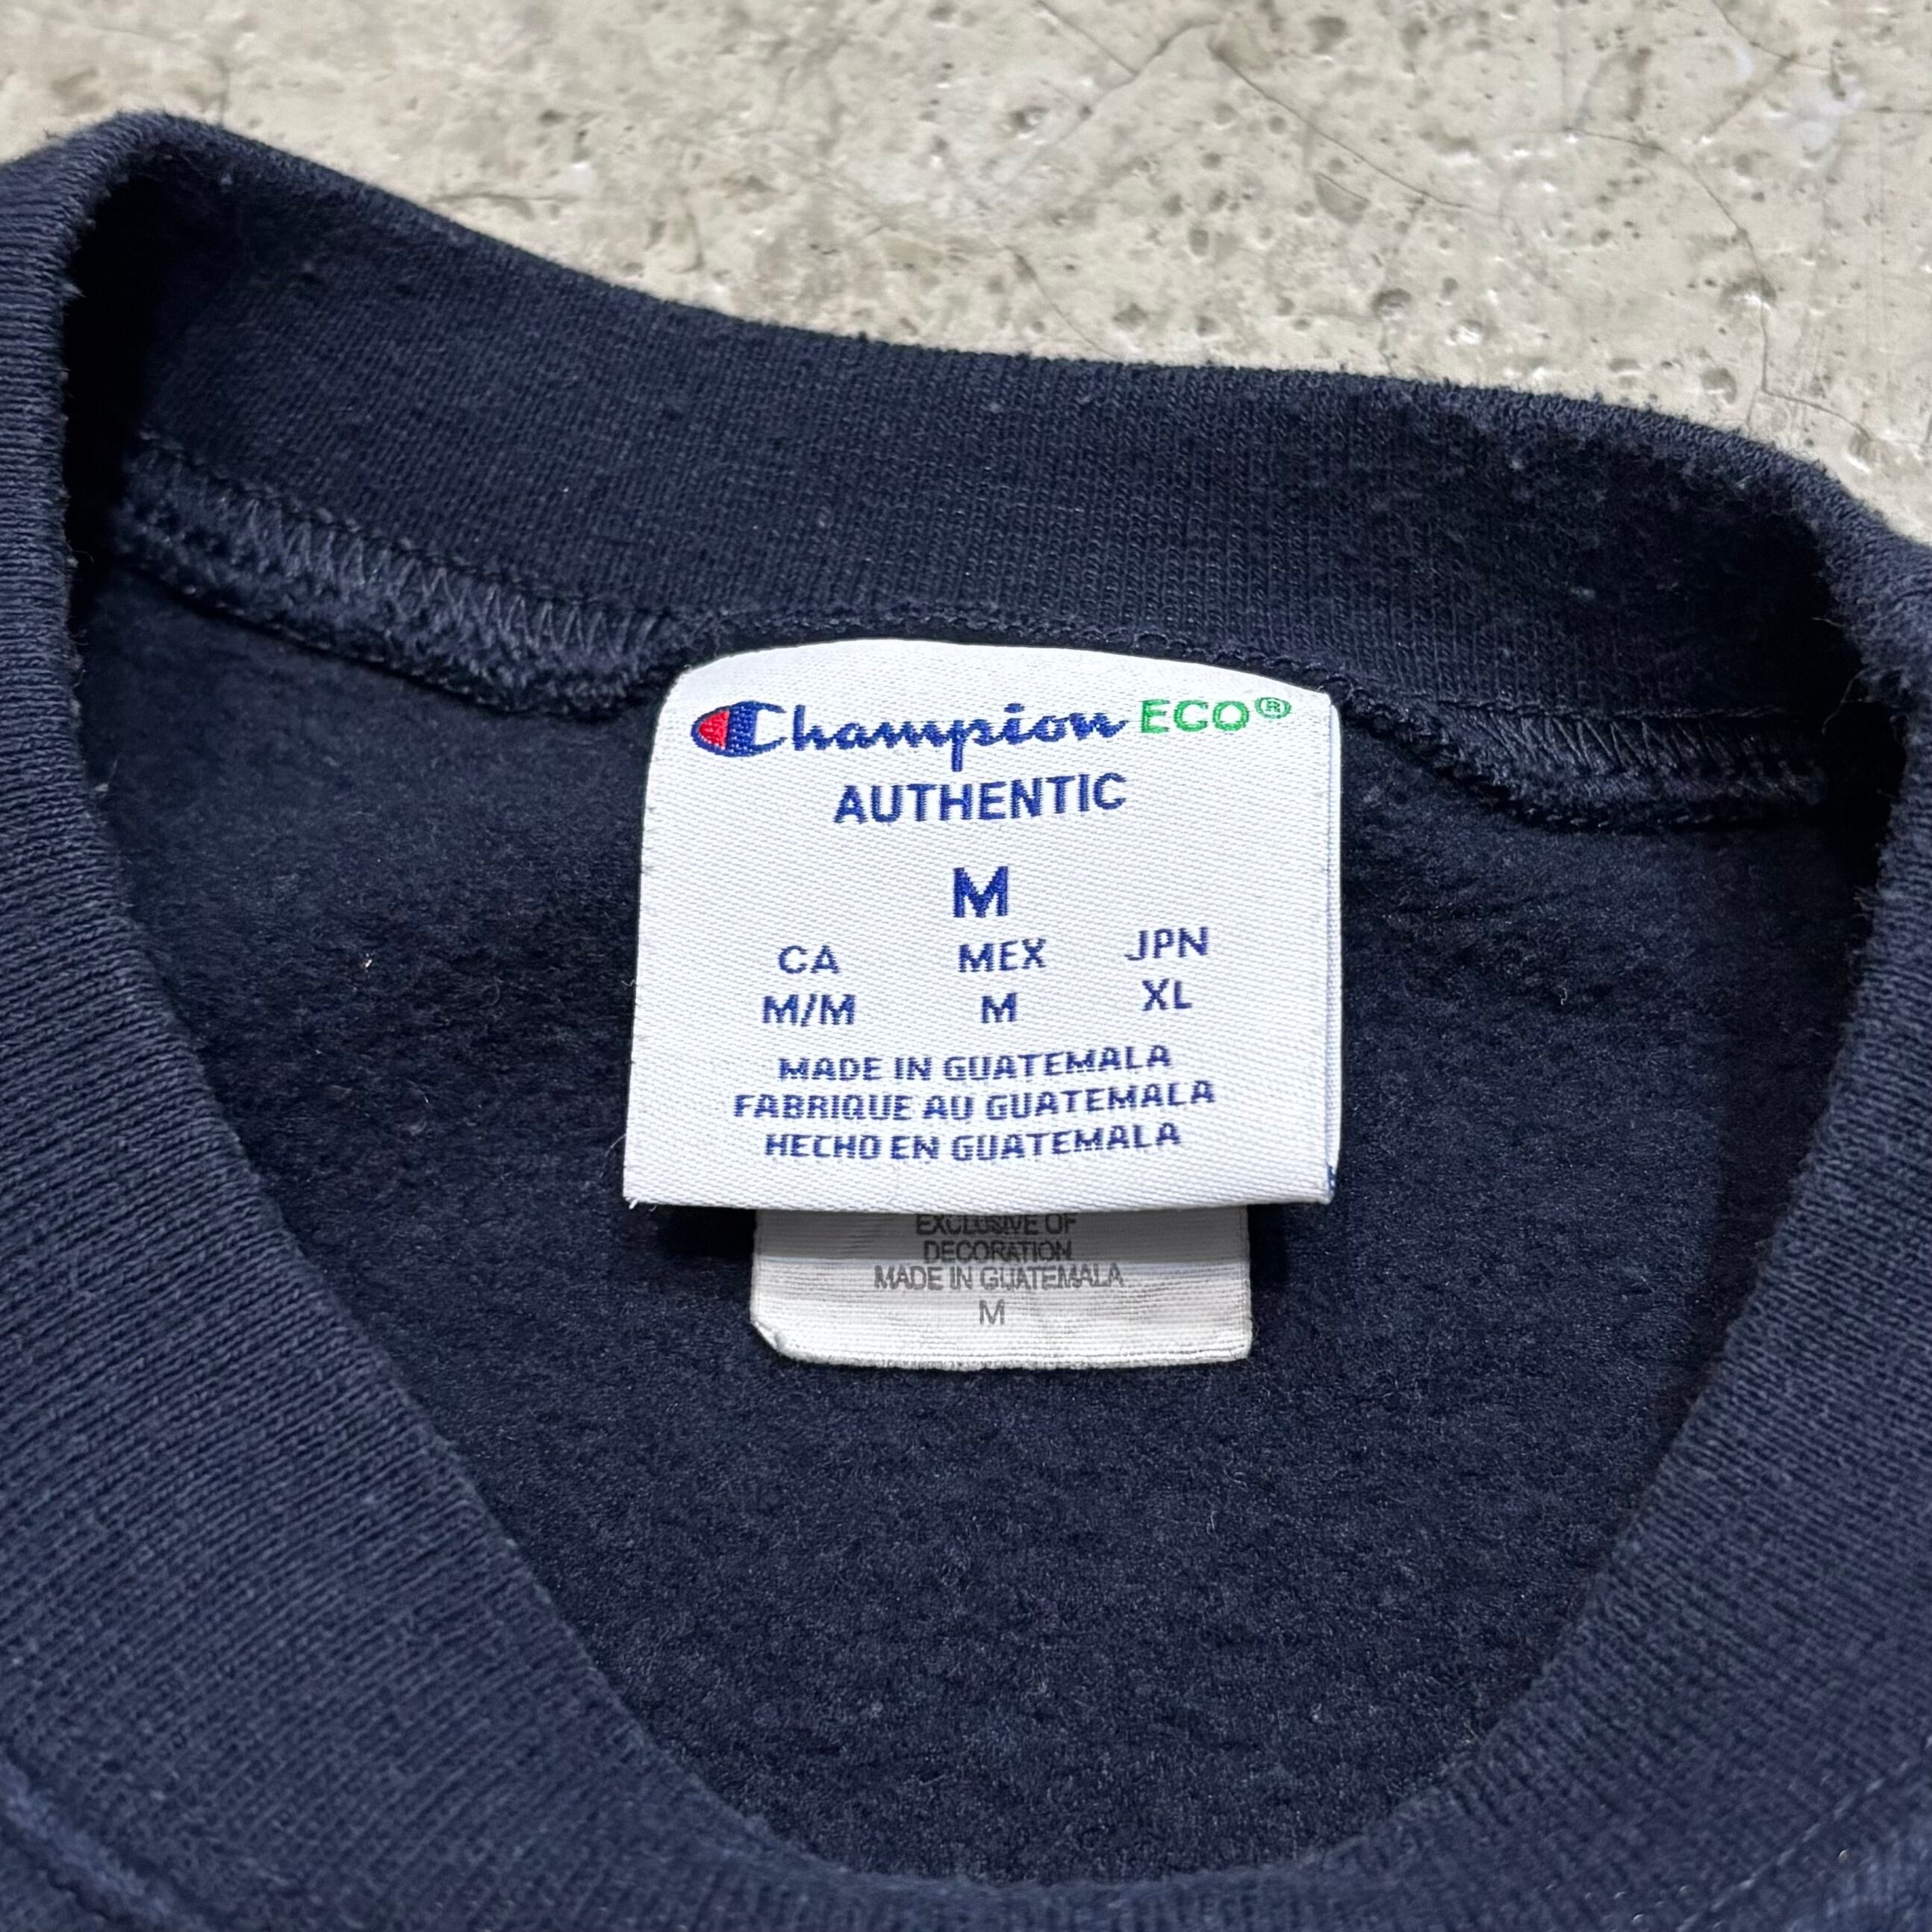 Champion ECO®
AUTHENTIC
M
CA MEX JPN
M/M M XL
MADE IN GUATEMALA
FABRIQUE AU GUATEMALA
HECHO EN GUATEMALA
EXCLUSIVE OF
DECORATION
MADE IN GUATEMALA
M